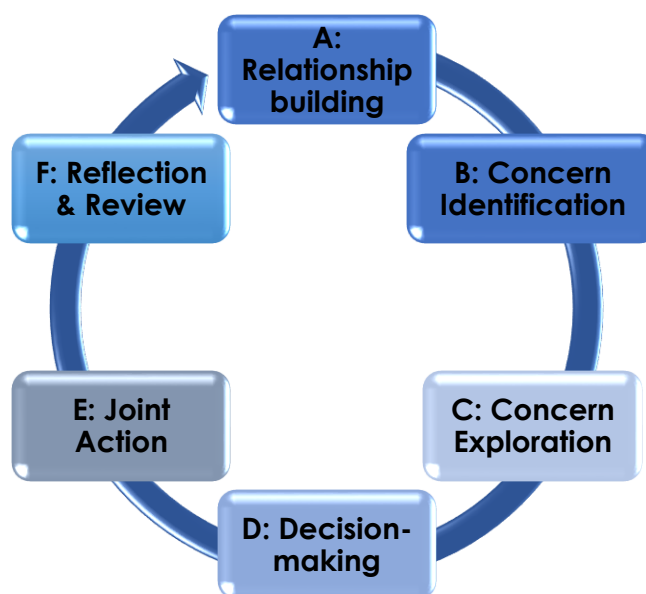 A:
Relationship
building
B: Concern
Identification
C: Concern
Exploration
D: Decision-
making
E: Joint
Action
F: Reflection
& Review